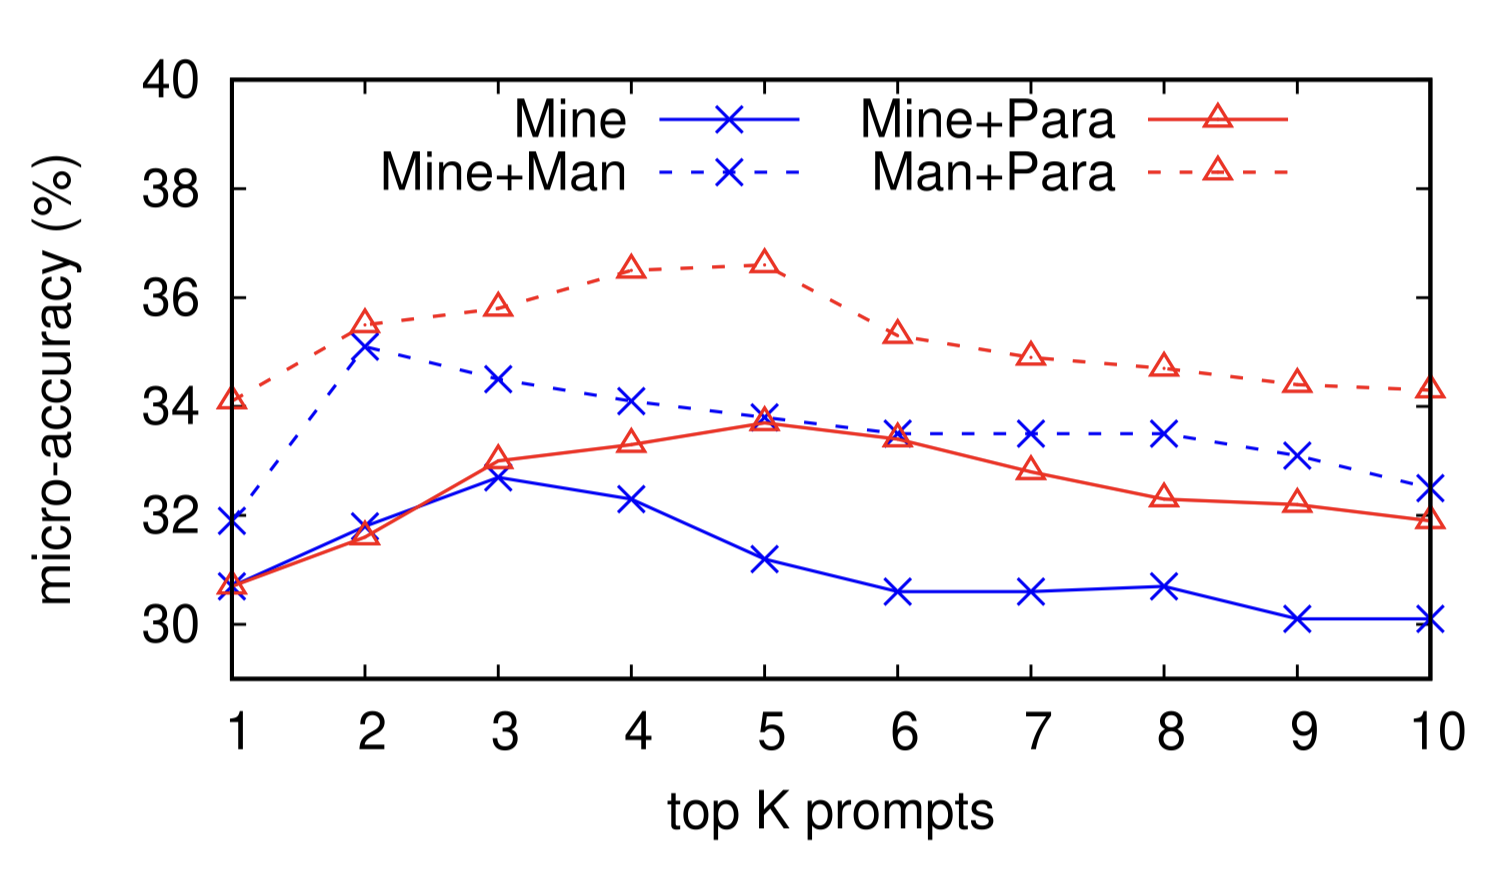 40
38
36
34
32
30
micro-accuracy (%)
Mine
Mine+Para
Mine+Man
Man+Para
1 2 3 4 5 6 7 8 9 10
top K prompts